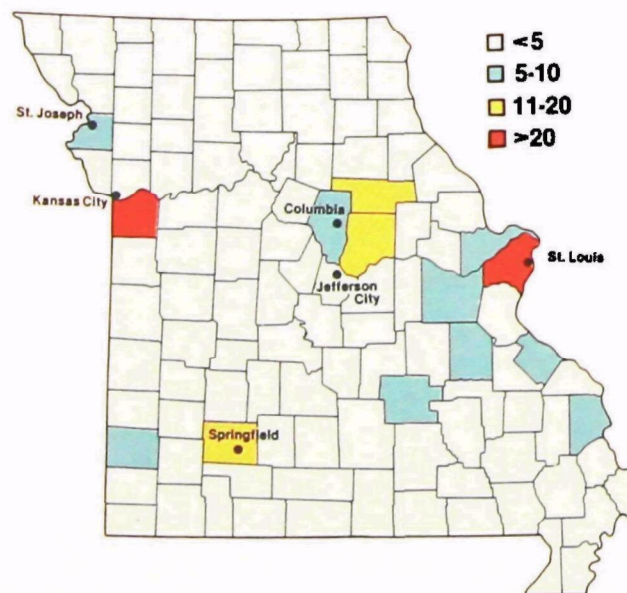 <5
5-10
11-20
>20
St. Joseph
Kansas City
Columbia
Jefferson
City
St. Louis
Springfield